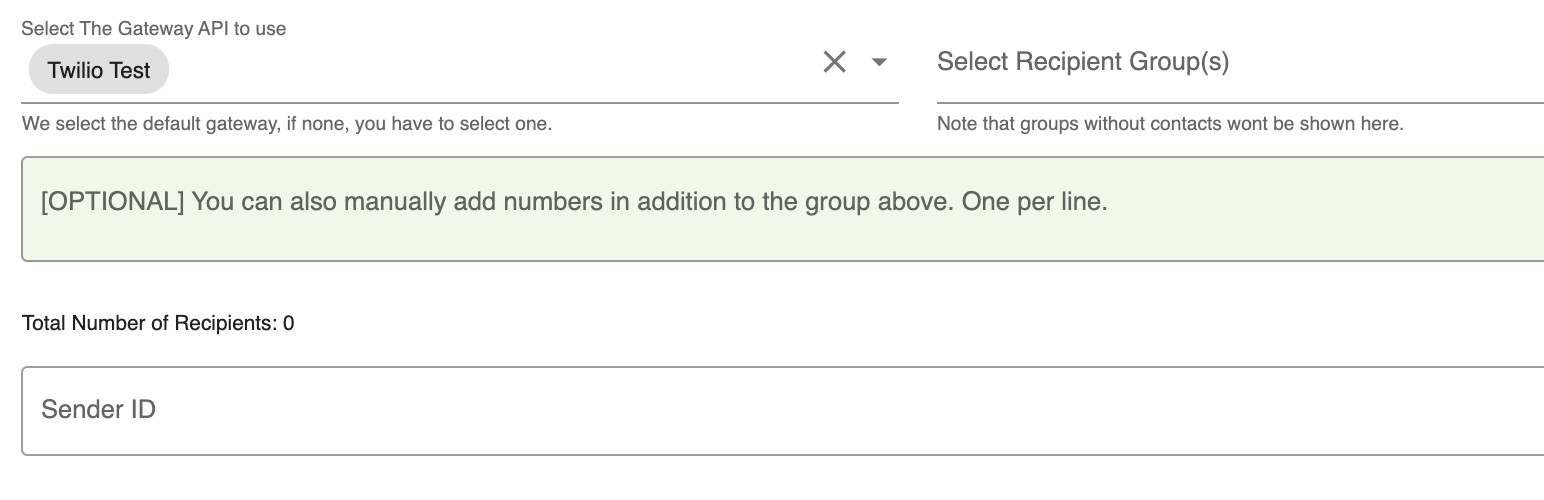 Select The Gateway API to use
Twilio Test
Select Recipient Group(s)
We select the default gateway, if none, you have to select one.
Note that groups without contacts wont be shown here.
[OPTIONAL] You can also manually add numbers in addition to the group above. One per line.
Total Number of Recipients: 0
Sender ID